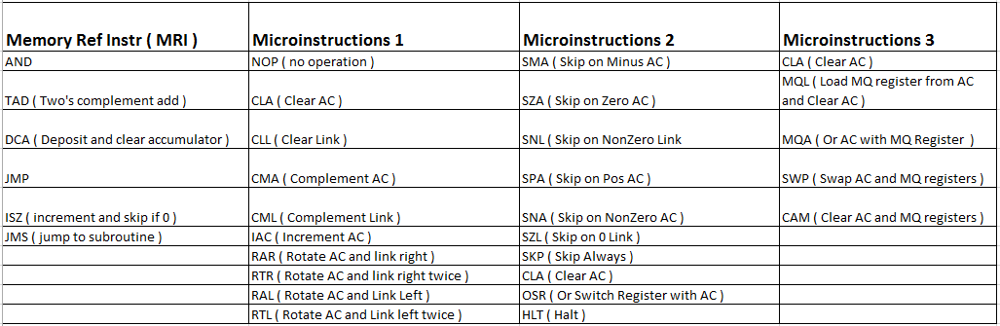 Memory Ref Instr ( MRI ) Microinstructions 1 Microinstructions 2 Microinstructions 3
AND NOP ( no operation ) SMA ( Skip on Minus AC ) CLA ( Clear AC )
TAD ( Two's complement add ) CLA ( Clear AC ) SZA ( Skip on Zero AC ) MQL ( Load MQ register from AC
and Clear AC )
DCA ( Deposit and clear accumulator ) CLL ( Clear Link ) SNL ( Skip on NonZero Link MQA ( Or AC with MQ Register )
JMP CMA ( Complement AC ) SPA ( Skip on Pos AC ) SWP ( Swap AC and MQ registers )
ISZ ( increment and skip if 0 ) CML ( Complement Link ) SNA ( Skip on NonZero AC ) CAM ( Clear AC and MQ registers )
JMS ( jump to subroutine ) IAC ( Increment AC ) SZL ( Skip on 0 Link )
RAR ( Rotate AC and link right ) SKP ( Skip Always )
RTR ( Rotate AC and link right twice ) CLA ( Clear AC )
RAL ( Rotate AC and Link Left ) OSR ( Or Switch Register with AC )
RTL ( Rotate AC and Link left twice ) HLT ( Halt )